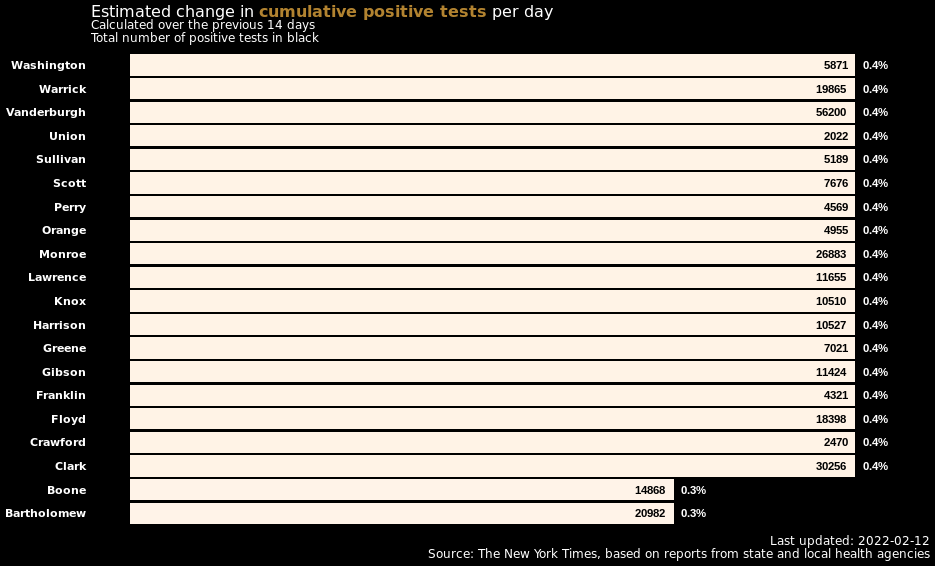 Estimated change in cumulative positive tests per day
Calculated over the previous 14 days
Total number of positive tests in black
Washington 5871 0.4%
Warrick 19865 0.4%
Vanderburgh 56200 0.4%
Union 2022 0.4%
Sullivan 5189 0.4%
Scott 7676 0.4%
Perry 4569 0.4%
Orange 4955 0.4%
Monroe 26883 0.4%
Lawrence 11655 0.4%
Knox 10510 0.4%
Harrison 10527 0.4%
Greene 7021 0.4%
Gibson 11424 0.4%
Franklin 4321 0.4%
Floyd 18398 0.4%
Crawford 2470 0.4%
Clark 30256 0.4%
Boone 14868 0.3%
Bartholomew 20982 0.3%
Last updated: 2022-02-12
Source: The New York Times, based on reports from state and local health agencies